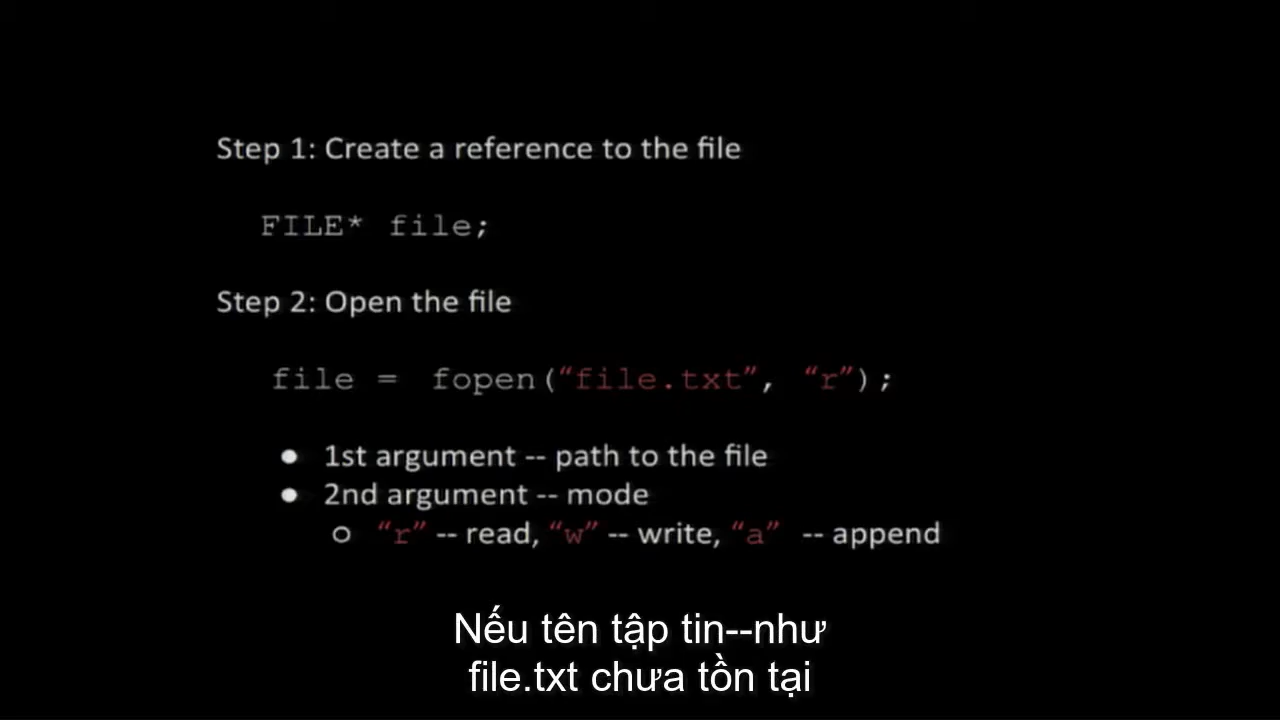 Step 1: Create a reference to the file
FILE* file;
Step 2: Open the file
file = fopen(“file.txt”, “r”);
● 1st argument -- path to the file
● 2nd argument -- mode
○ “r” -- read, “w” -- write, “a” -- append
Nếu tên tập tin--như
file.txt chưa tồn tại